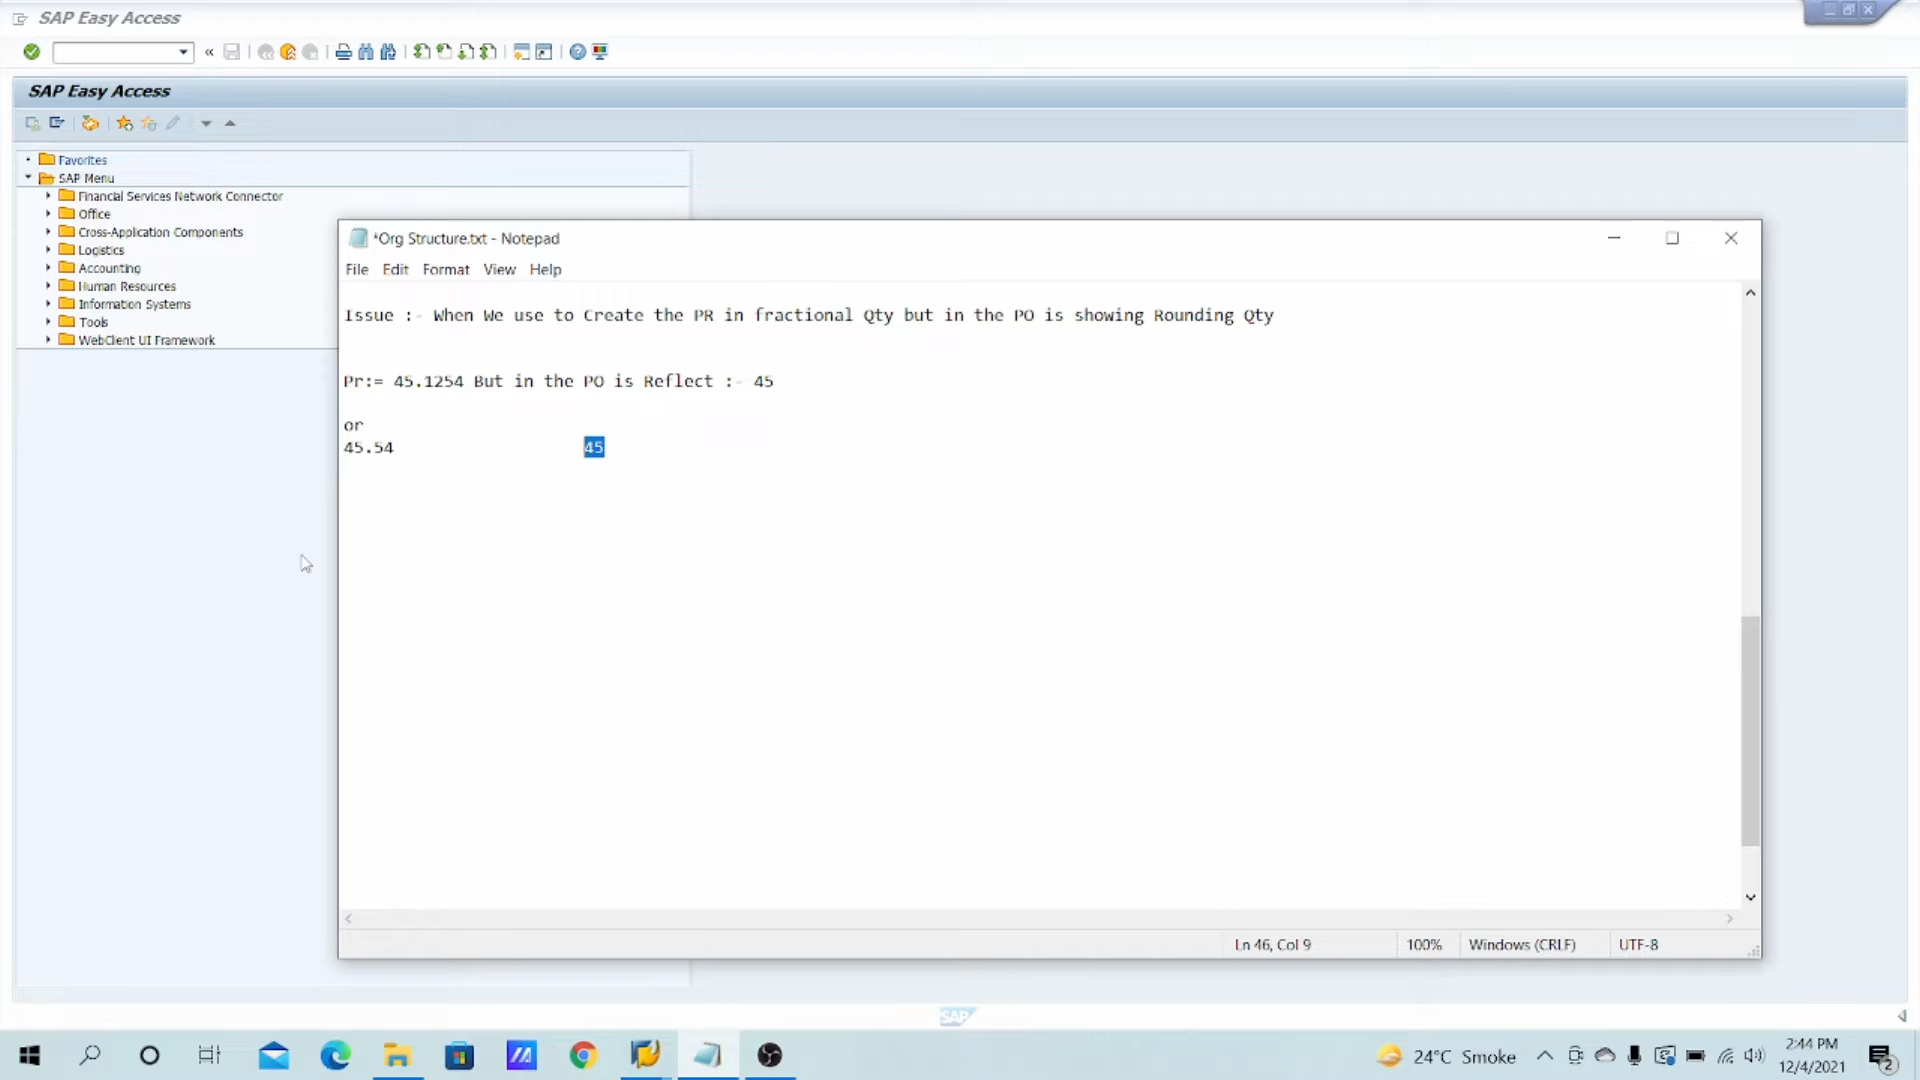 SAP Easy Access
«
SAP Easy Access
Favorites
SAP Menu
Financial Services Network Connector
Office
Cross-Application Components
Logistics
Accounting
Human Resources
Information Systems
Tools
WebClient UI Framework
*Org Structure.txt - Notepad
File Edit Format View Help
Issue :- When We use to Create the PR in fractional Qty but in the PO is showing Rounding Qty
Pr:= 45.1254 But in the PO is Reflect :- 45
or
45.54 45
Ln 46, Col 9 100% Windows (CRLF) UTF-8
SAP
24°C Smoke
2:44 PM
12/4/2021
2